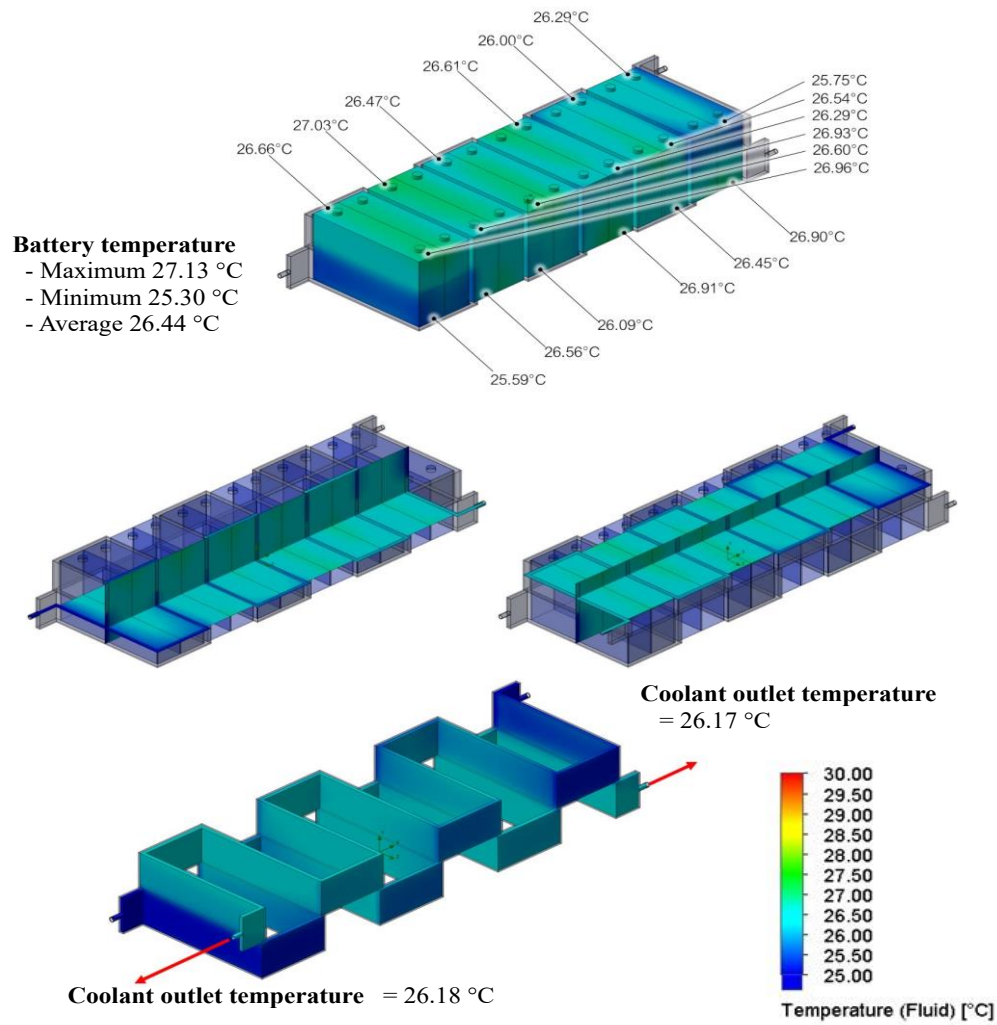 26.29°C
26.00°C
26.61°C
26.47°C
27.03°C
26.66°C
25.75°C
26.54°C
26.29°C
26.93°C
26.60°C
26.96°C
26.90°C
26.45°C
26.91°C
26.09°C
26.56°C
25.59°C
Battery temperature
- Maximum 27.13 °C
- Minimum 25.30 °C
- Average 26.44 °C
Coolant outlet temperature
= 26.17 °C
Coolant outlet temperature = 26.18 °C
30.00
29.50
29.00
28.50
28.00
27.50
27.00
26.50
26.00
25.50
25.00
Temperature (Fluid) [°C]